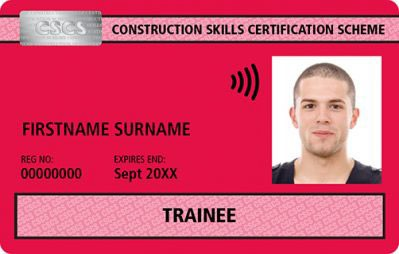 cscs CONSTRUCTION SKILLS CERTIFICATION SCHEME
FIRSTNAME SURNAME
REG NO: EXPIRES END:
00000000 Sept 20XX
TRAINEE